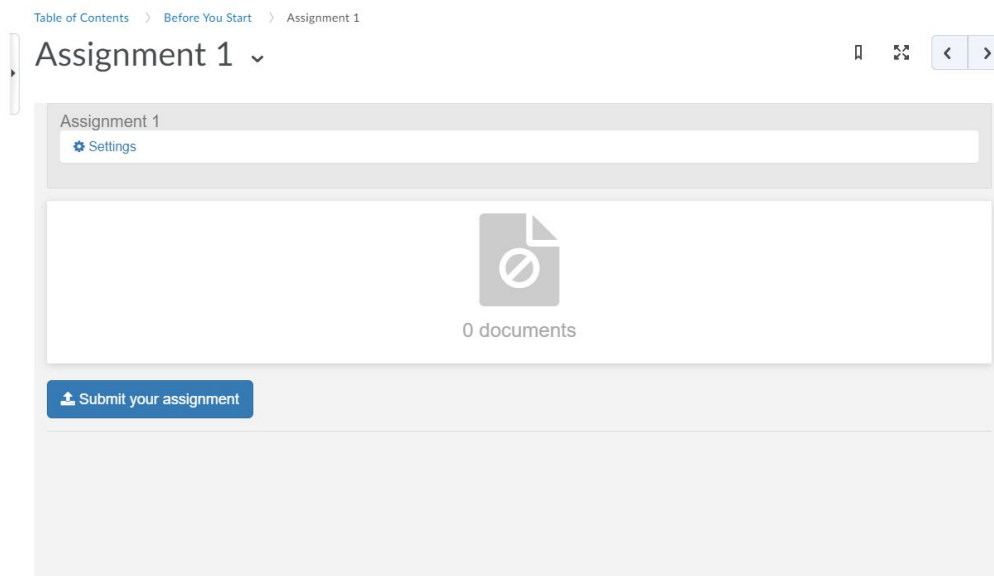 Table of Contents > Before You Start > Assignment 1
Assignment 1
Assignment 1
Settings
0 documents
Submit your assignment